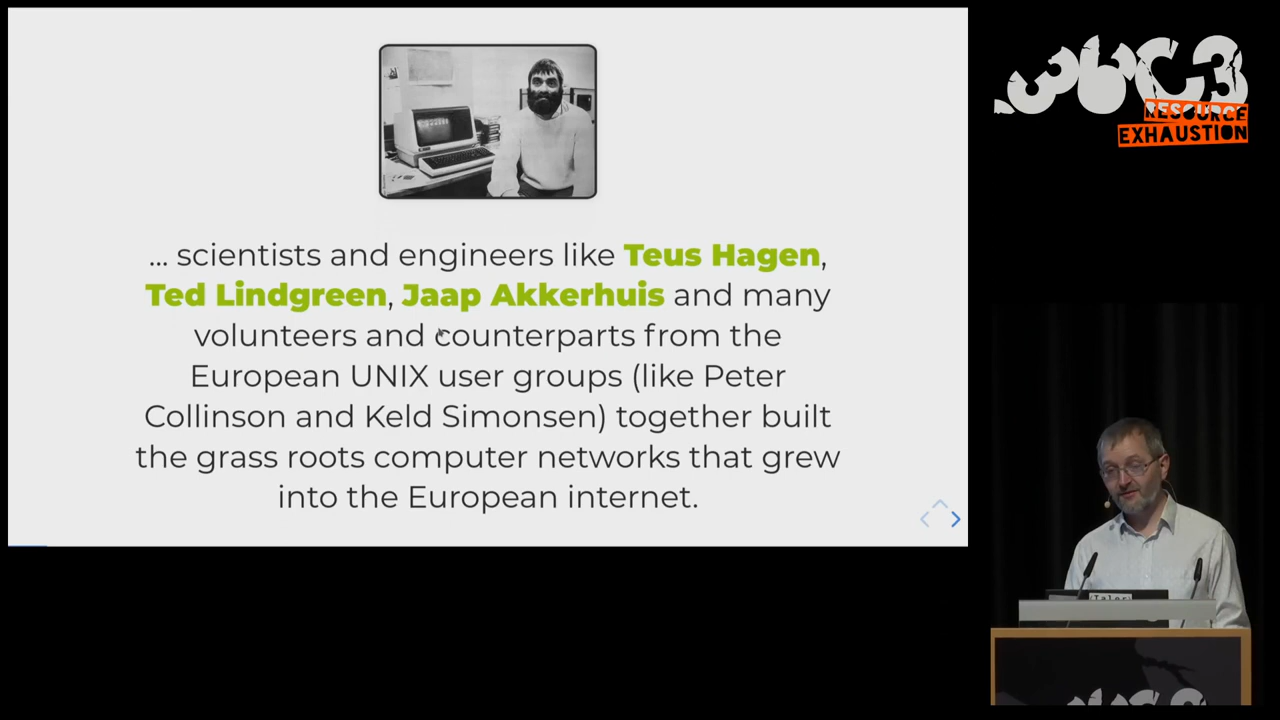 ... scientists and engineers like Teus Hagen,
Ted Lindgreen, Jaap Akkerhuis and many
volunteers and counterparts from the
European UNIX user groups (like Peter
Collinson and Keld Simonsen) together built
the grass roots computer networks that grew
into the European internet.
36C3
RESOURCE
EXHAUSTION